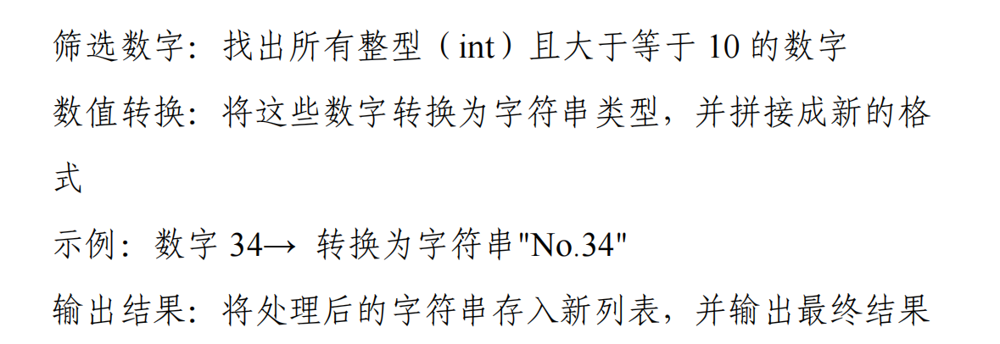 筛选数字：找出所有整型（int）且大于等于 10 的数字
数值转换：将这些数字转换为字符串类型，并拼接成新的格
式
示例：数字 34→ 转换为字符串"No.34"
输出结果：将处理后的字符串存入新列表，并输出最终结果